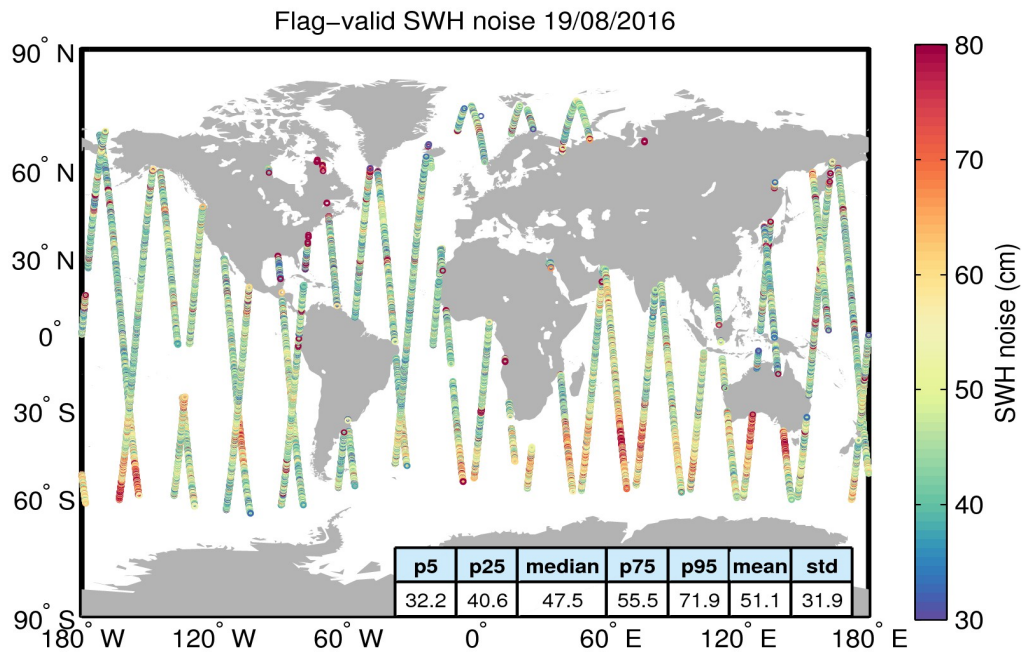 Flag−valid SWH noise 19/08/2016
90° N
60° N
30° N
0°
30° S
60° S
90° S
180° W
120° W
60° W
0°
60° E
120° E
180° E
p5 p25 median p75 p95 mean std
32.2 40.6 47.5 55.5 71.9 51.1 31.9
80
70
60
50
40
30
SWH noise (cm)